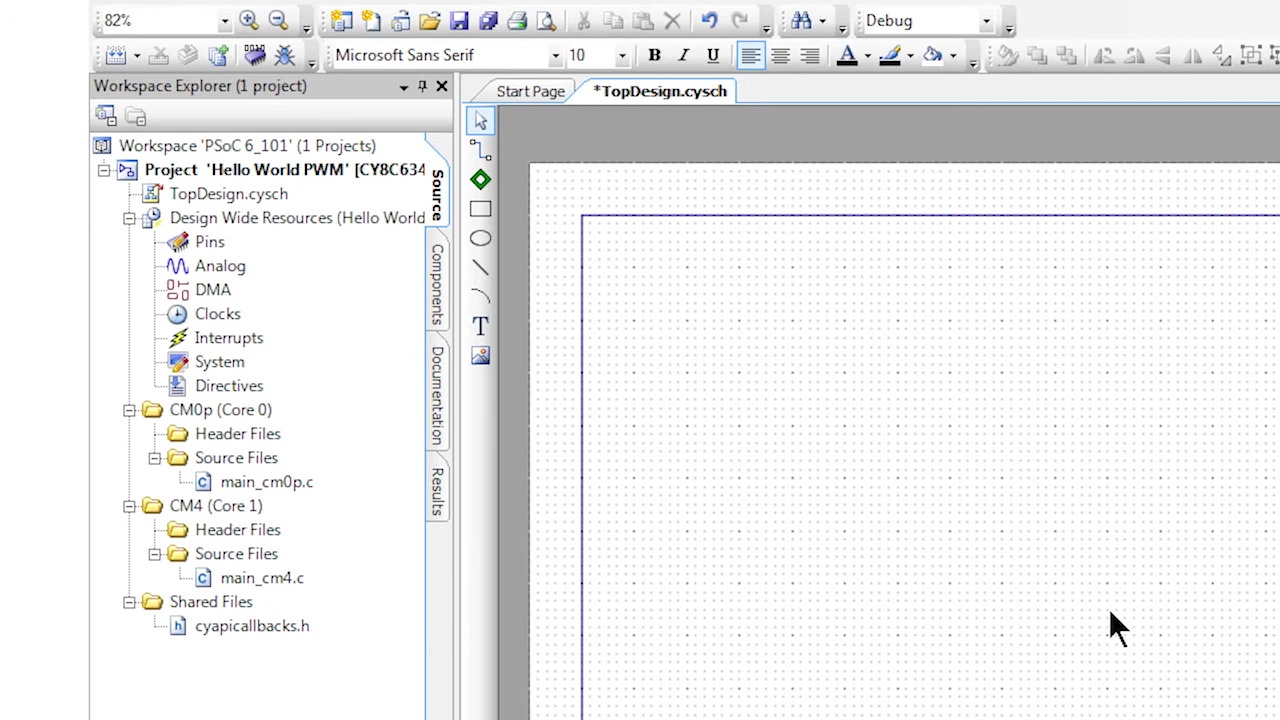 82%
Debug
Microsoft Sans Serif
10
B I U
A
Workspace Explorer (1 project)
Start Page
*TopDesign.cysch
Workspace 'PSoC 6_101' (1 Projects)
Project 'Hello World PWM' [CY8C634
TopDesign.cysch
Design Wide Resources (Hello World
Pins
Analog
DMA
Clocks
Interrupts
System
Directives
CM0p (Core 0)
Header Files
Source Files
main_cm0p.c
CM4 (Core 1)
Header Files
Source Files
main_cm4.c
Shared Files
cyapicallbacks.h
Source
Components
Documentation
Results
T